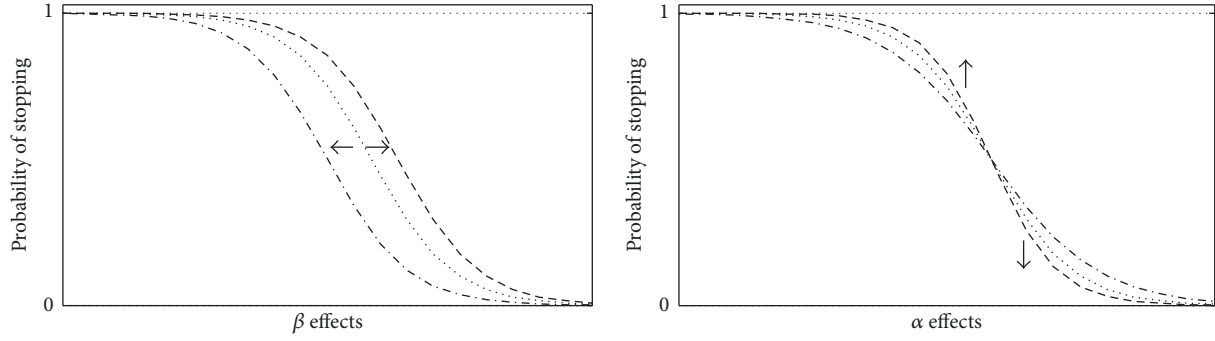 1
Probability of stopping
0
β effects
1
Probability of stopping
0
α effects